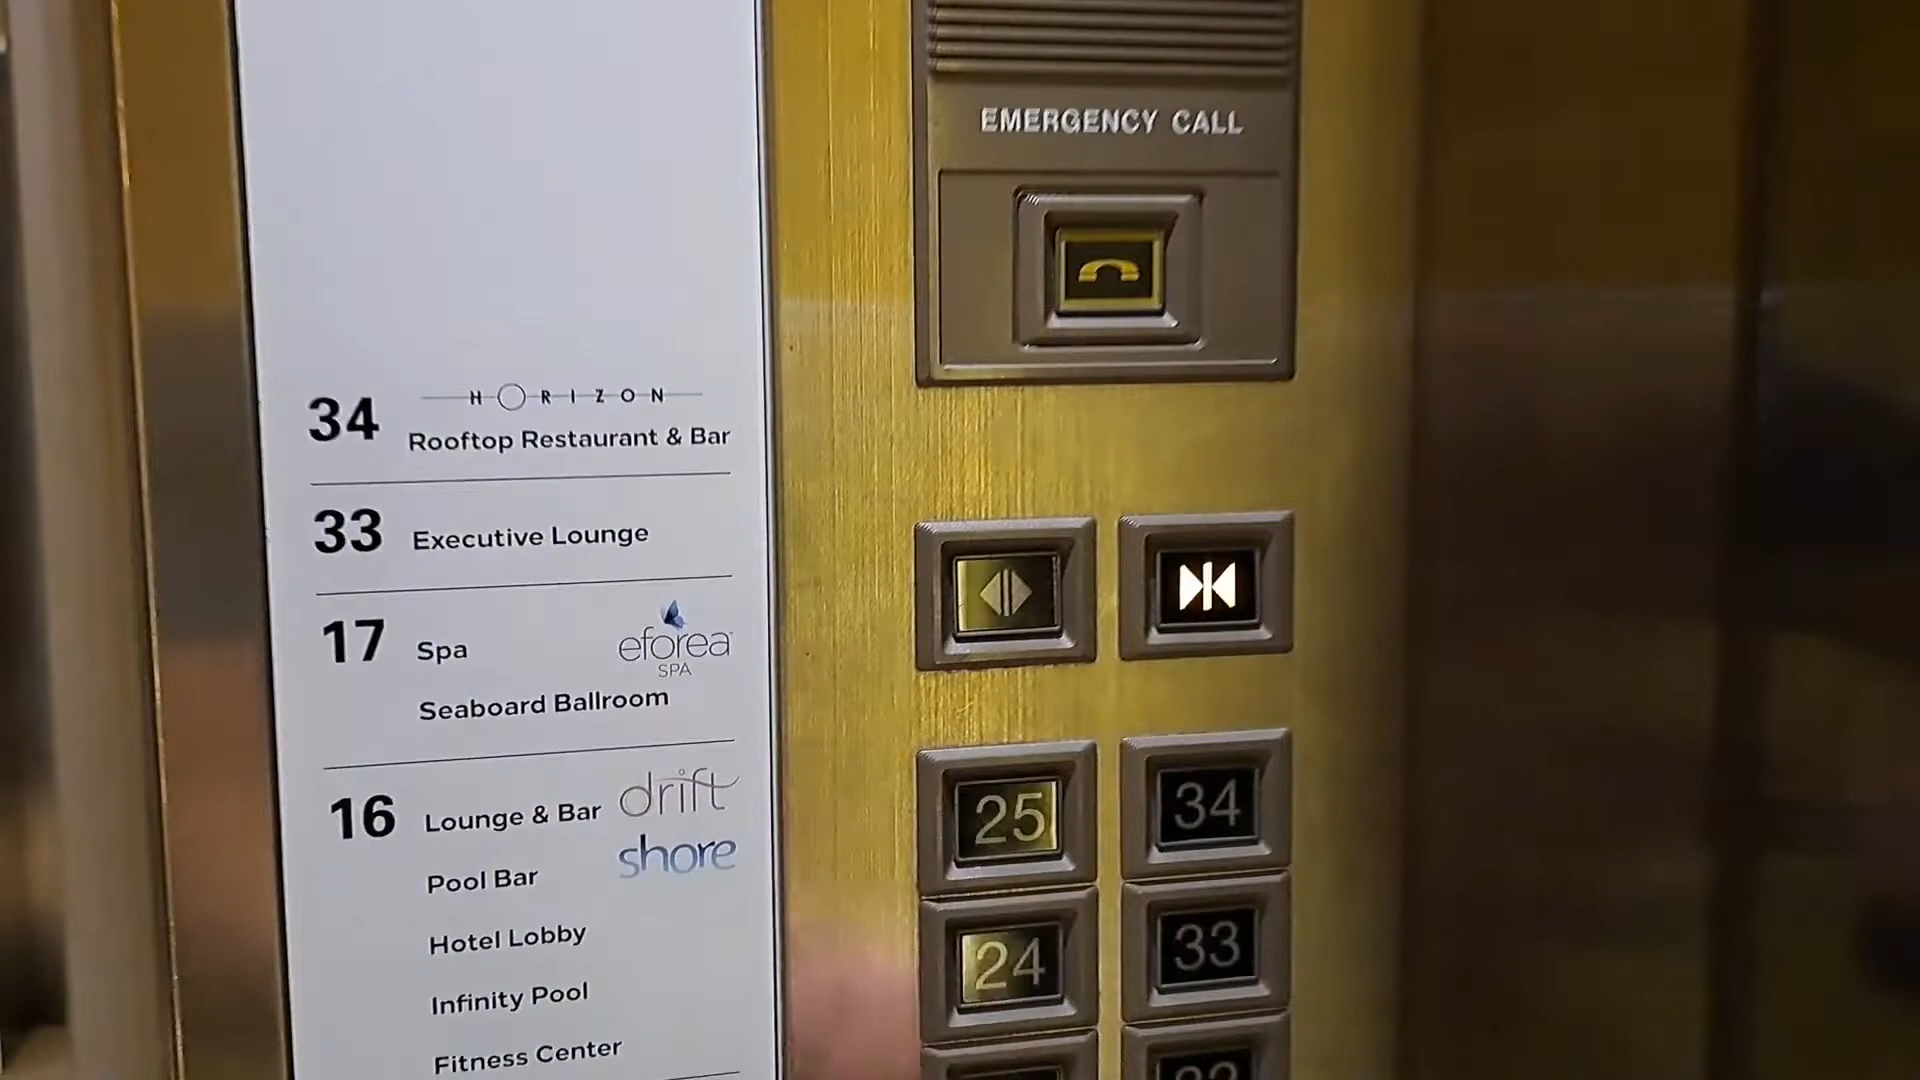 34
HORIZON
Rooftop Restaurant & Bar
33 Executive Lounge
17 Spa
eforea
SPA
Seaboard Ballroom
16 Lounge & Bar
drift
shore
Pool Bar
Hotel Lobby
Infinity Pool
Fitness Center
EMERGENCY CALL
25 34
24 33